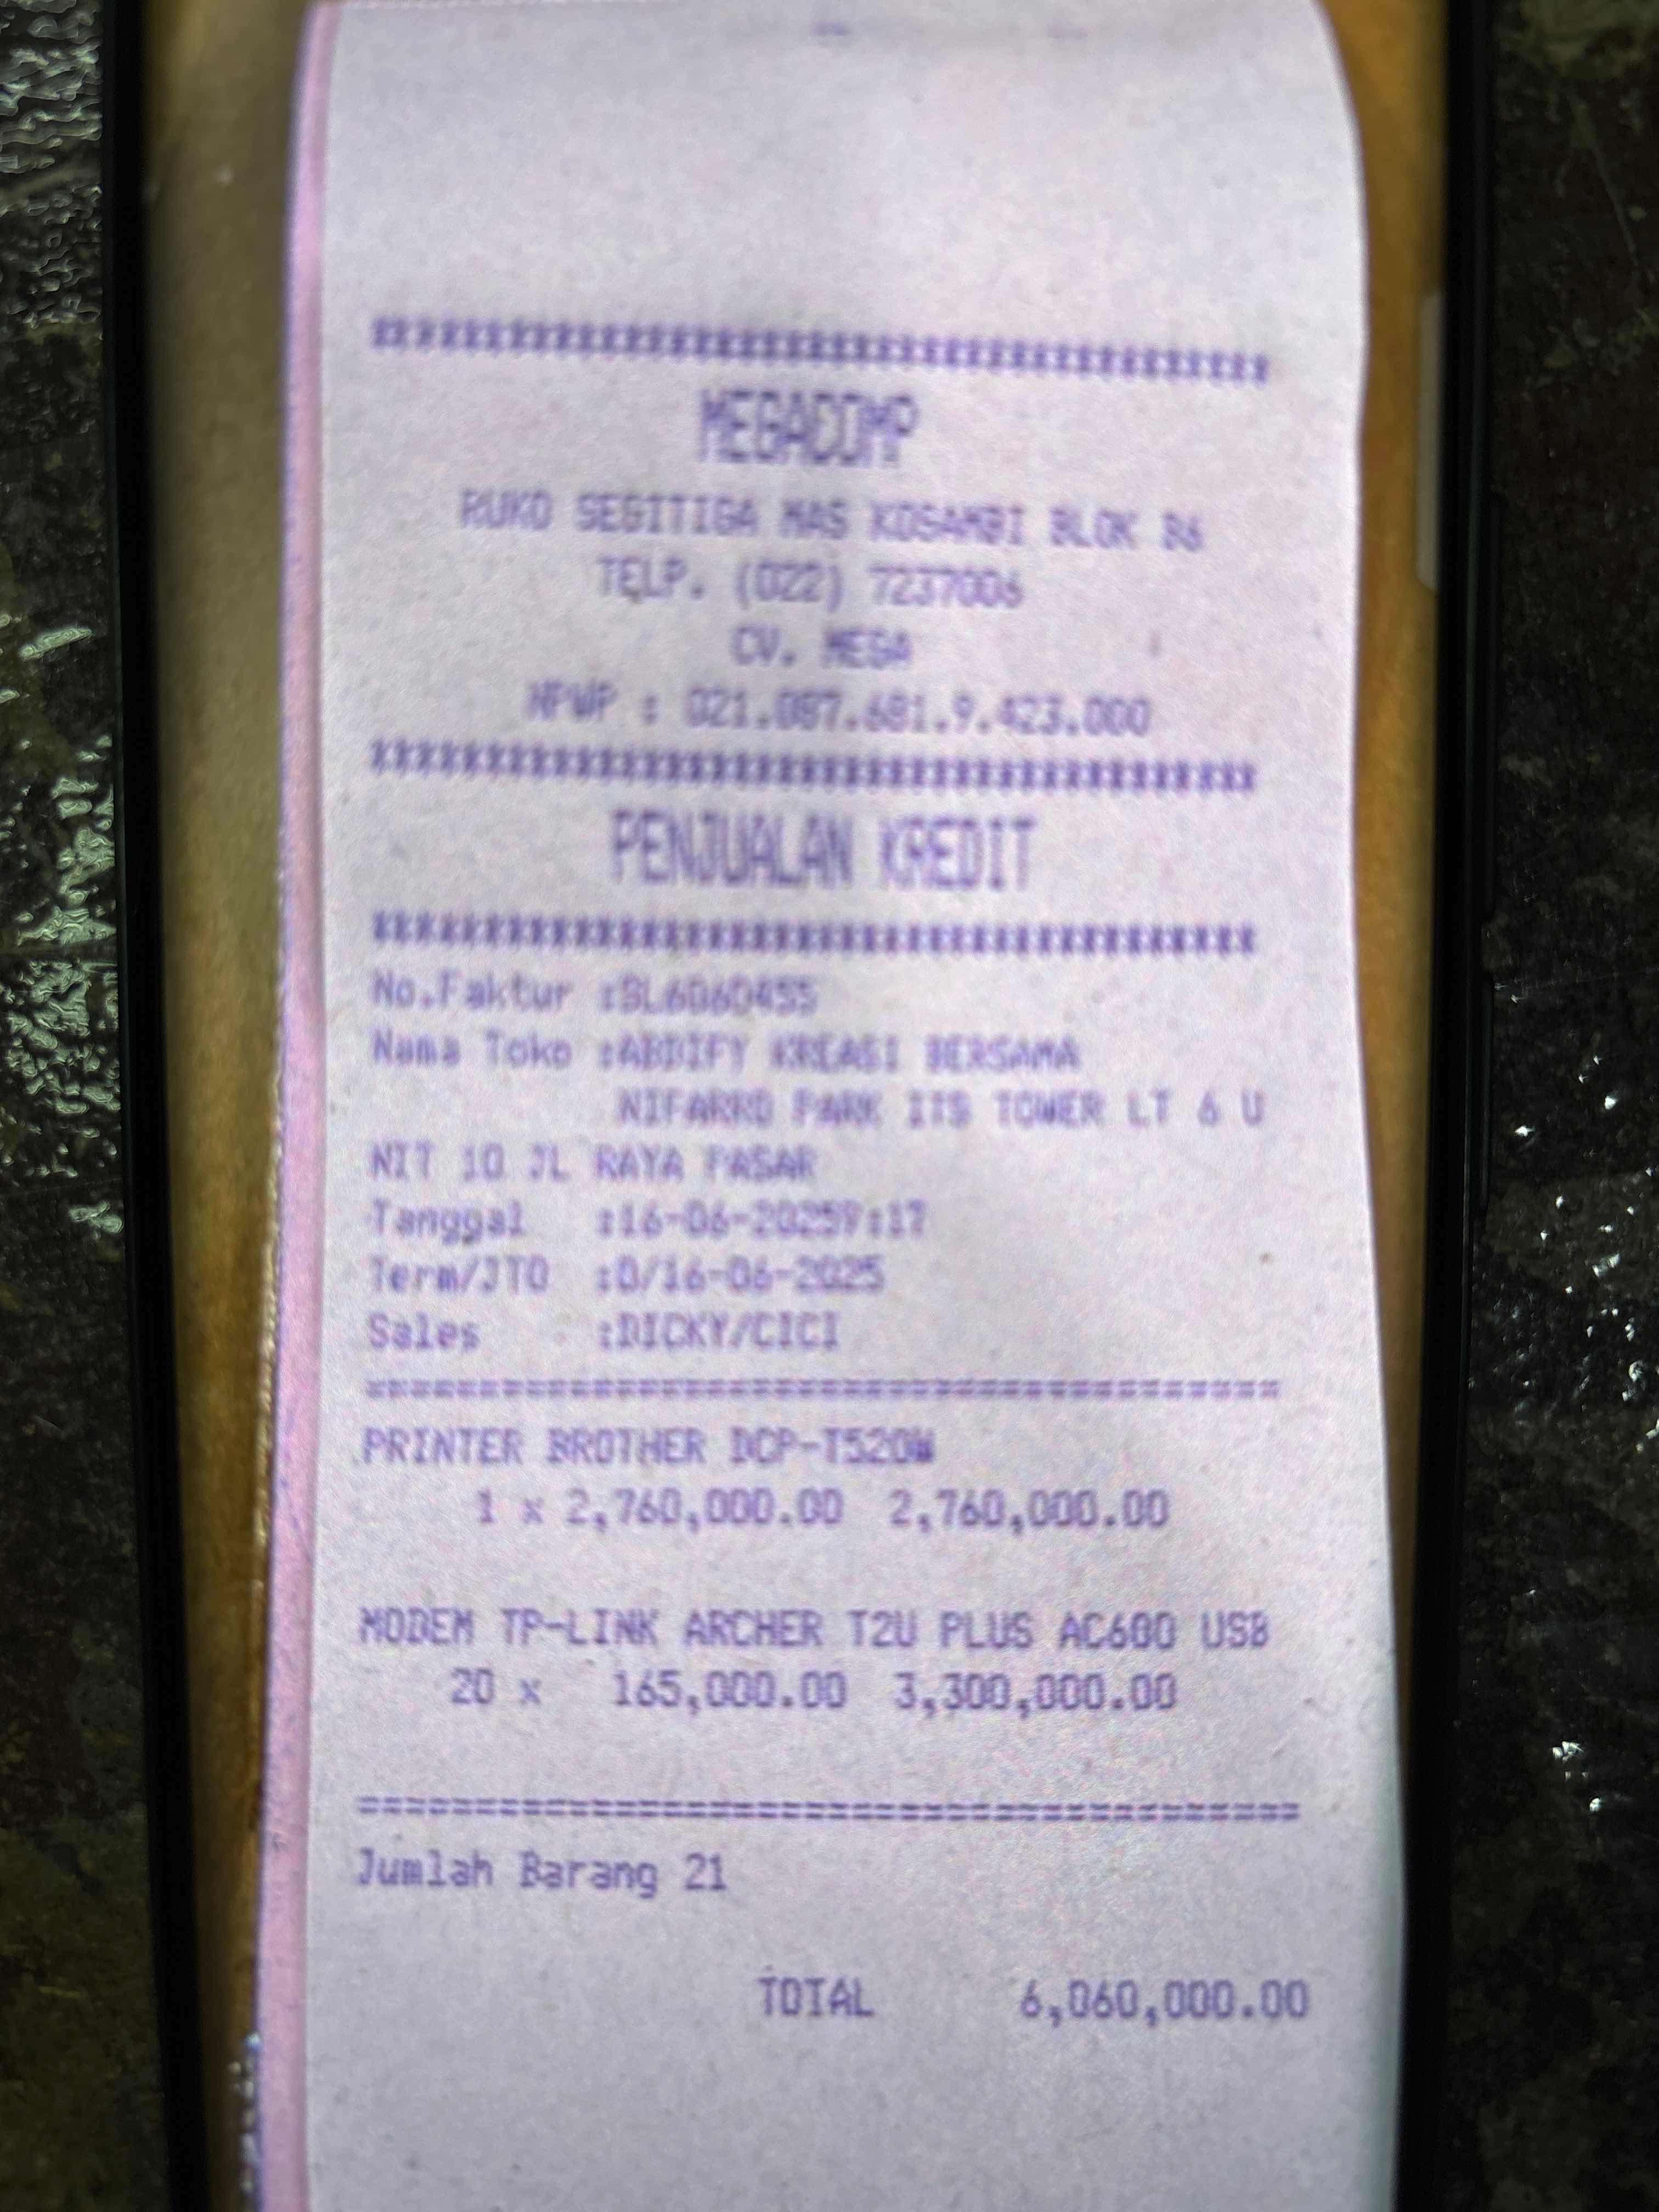 ****************************************
MEGACOMP
RUKO SEGITIGA MAS KOSAMBI BLOK B6
TELP. (022) 7237006
CV. MEGA
NPWP : 021.087.681.9.423.000
****************************************
PENJUALAN KREDIT
****************************************
No.Faktur :BL6060455
Nama Toko :ABDIFY KREASI BERSAMA
NIFARRO PARK ITS TOWER LT 6 U
NIT 10 JL RAYA PASAR
Tanggal :16-06-20259:17
Term/JTO :0/16-06-2025
Sales :DICKY/CICI
========================================
PRINTER BROTHER DCP-T520W
1 x 2,760,000.00 2,760,000.00
MODEM TP-LINK ARCHER T2U PLUS AC600 USB
20 x 165,000.00 3,300,000.00
========================================
Jumlah Barang 21
TOTAL 6,060,000.00